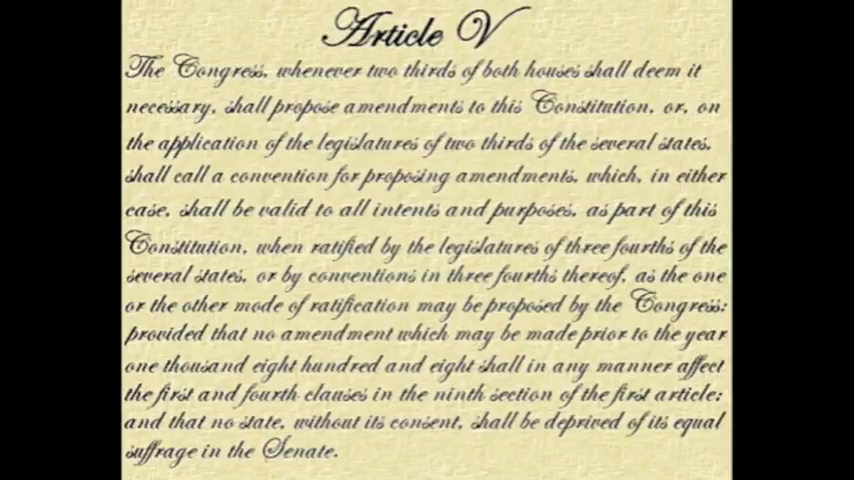 Article V
The Congress, whenever two thirds of both houses shall deem it
necessary, shall propose amendments to this Constitution, or, on
the application of the legislatures of two thirds of the several states,
shall call a convention for proposing amendments, which, in either
case, shall be valid to all intents and purposes, as part of this
Constitution, when ratified by the legislatures of three fourths of the
several states, or by conventions in three fourths thereof, as the one
or the other mode of ratification may be proposed by the Congress;
provided that no amendment which may be made prior to the year
one thousand eight hundred and eight shall in any manner affect
the first and fourth clauses in the ninth section of the first article;
and that no state, without its consent, shall be deprived of its equal
suffrage in the Senate.